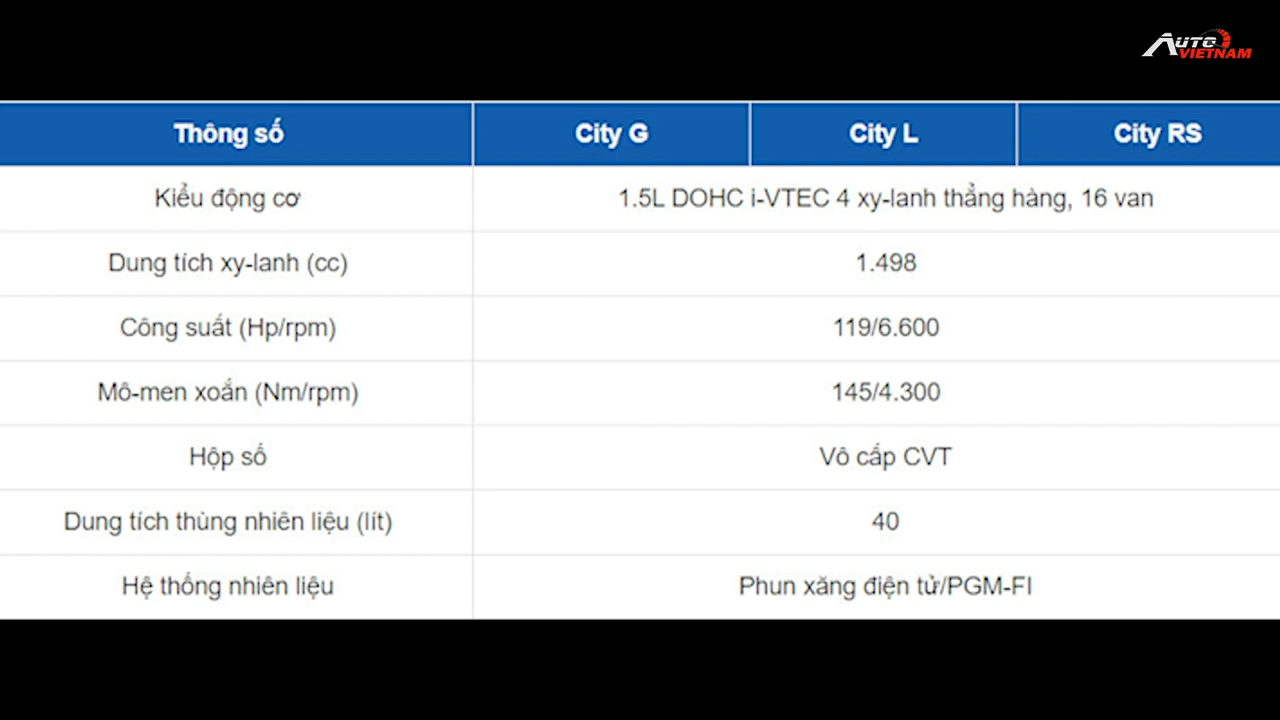 AUTO
VIETNAM
Thông số City G City L City RS
Kiểu động cơ 1.5L DOHC i-VTEC 4 xy-lanh thẳng hàng, 16 van
Dung tích xy-lanh (cc) 1.498
Công suất (Hp/rpm) 119/6.600
Mô-men xoắn (Nm/rpm) 145/4.300
Hộp số Vô cấp CVT
Dung tích thùng nhiên liệu (lít) 40
Hệ thống nhiên liệu Phun xăng điện tử/PGM-FI